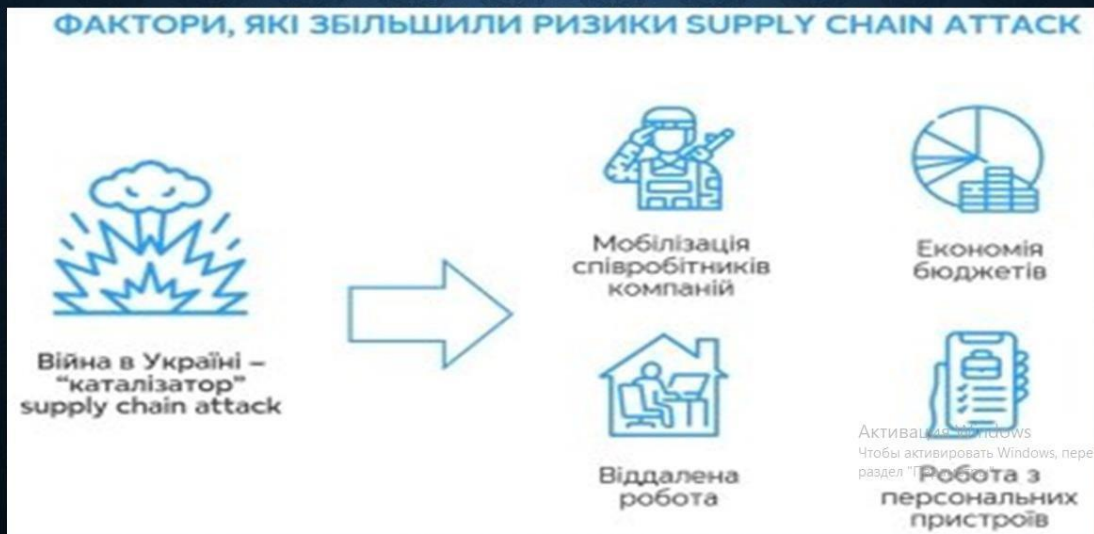 ФАКТОРИ, ЯКІ ЗБІЛЬШИЛИ РИЗИКИ SUPPLY CHAIN ATTACK
Війна в Україні –
“каталізатор”
supply chain attack
Мобілізація
співробітників
компаній
Економія
бюджетів
Віддалена
робота
Робота з
персональних
пристроїв
Активация Windows
Чтобы активировать Windows, пере
раздел